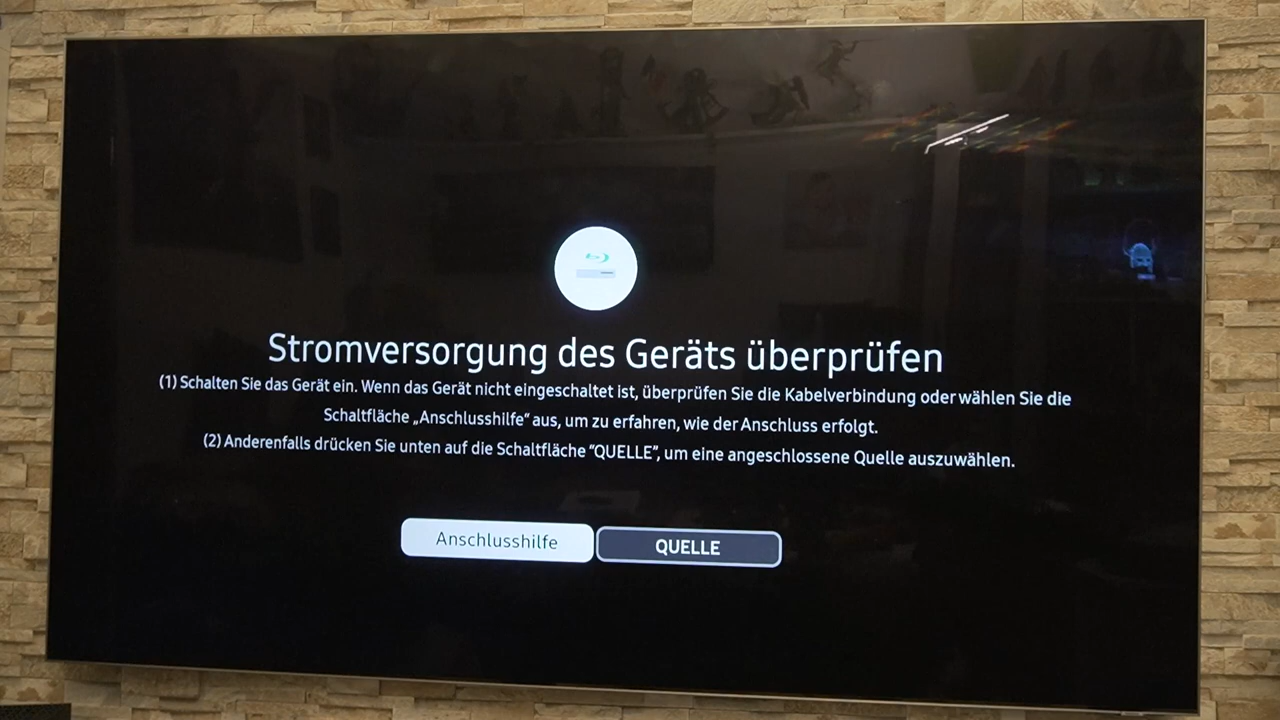 Stromversorgung des Geräts überprüfen
(1) Schalten Sie das Gerät ein. Wenn das Gerät nicht eingeschaltet ist, überprüfen Sie die Kabelverbindung oder wählen Sie die
Schaltfläche „Anschlusshilfe“ aus, um zu erfahren, wie der Anschluss erfolgt.
(2) Anderenfalls drücken Sie unten auf die Schaltfläche “QUELLE”, um eine angeschlossene Quelle auszuwählen.
Anschlusshilfe QUELLE